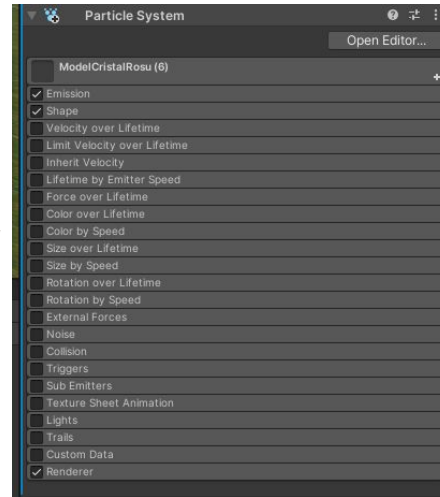 Particle System
Open Editor...
ModelCristalRosu (6)
Emission
Shape
Velocity over Lifetime
Limit Velocity over Lifetime
Inherit Velocity
Lifetime by Emitter Speed
Force over Lifetime
Color over Lifetime
Color by Speed
Size over Lifetime
Size by Speed
Rotation over Lifetime
Rotation by Speed
External Forces
Noise
Collision
Triggers
Sub Emitters
Texture Sheet Animation
Lights
Trails
Custom Data
Renderer